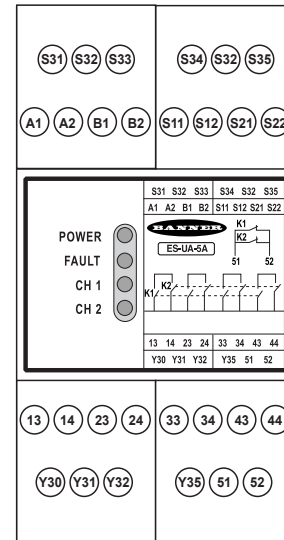 S31 S32 S33 S34 S32 S35
A1 A2 B1 B2 S11 S12 S21 S22
S31 S32 S33 S34 S32 S35
A1 A2 B1 B2 S11 S12 S21 S22
BANNER
ES-UA-5A
K1
K2
51 52
POWER
FAULT
CH 1
CH 2
K1 K2
13 14 23 24 33 34 43 44
Y30 Y31 Y32 Y35 51 52
13 14 23 24 33 34 43 44
Y30 Y31 Y32 Y35 51 52